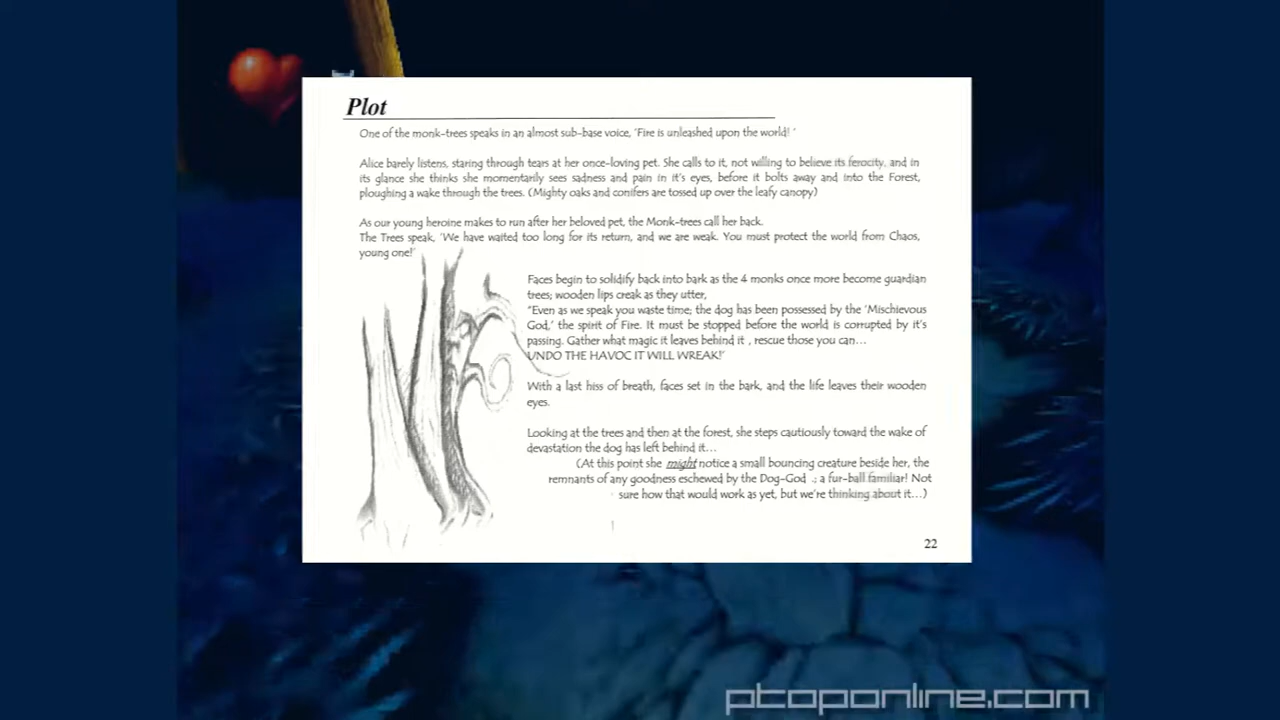 Plot
One of the monk-trees speaks in an almost sub-base voice, 'Fire is unleashed upon the world! '
Alice barely listens, staring through tears at her once-loving pet. She calls to it, not willing to believe its ferocity, and in
its glance she thinks she momentarily sees sadness and pain in it's eyes, before it bolts away and into the Forest,
ploughing a wake through the trees. (Mighty oaks and conifers are tossed up over the leafy canopy)
As our young heroine makes to run after her beloved pet, the Monk-trees call her back.
The Trees speak, 'We have waited too long for its return, and we are weak. You must protect the world from Chaos,
young one!'
Faces begin to solidify back into bark as the 4 monks once more become guardian
trees; wooden lips creak as they utter,
"Even as we speak you waste time; the dog has been possessed by the 'Mischievous
God,' the spirit of Fire. It must be stopped before the world is corrupted by it's
passing. Gather what magic it leaves behind it , rescue those you can...
UNDO THE HAVOC IT WILL WREAK!'
With a last hiss of breath, faces set in the bark, and the life leaves their wooden
eyes.
Looking at the trees and then at the forest, she steps cautiously toward the wake of
devastation the dog has left behind it...
(At this point she might notice a small bouncing creature beside her, the
remnants of any goodness eschewed by the Dog-God .; a fur-ball familiar! Not
sure how that would work as yet, but we're thinking about it...)
22
ptoponline.com